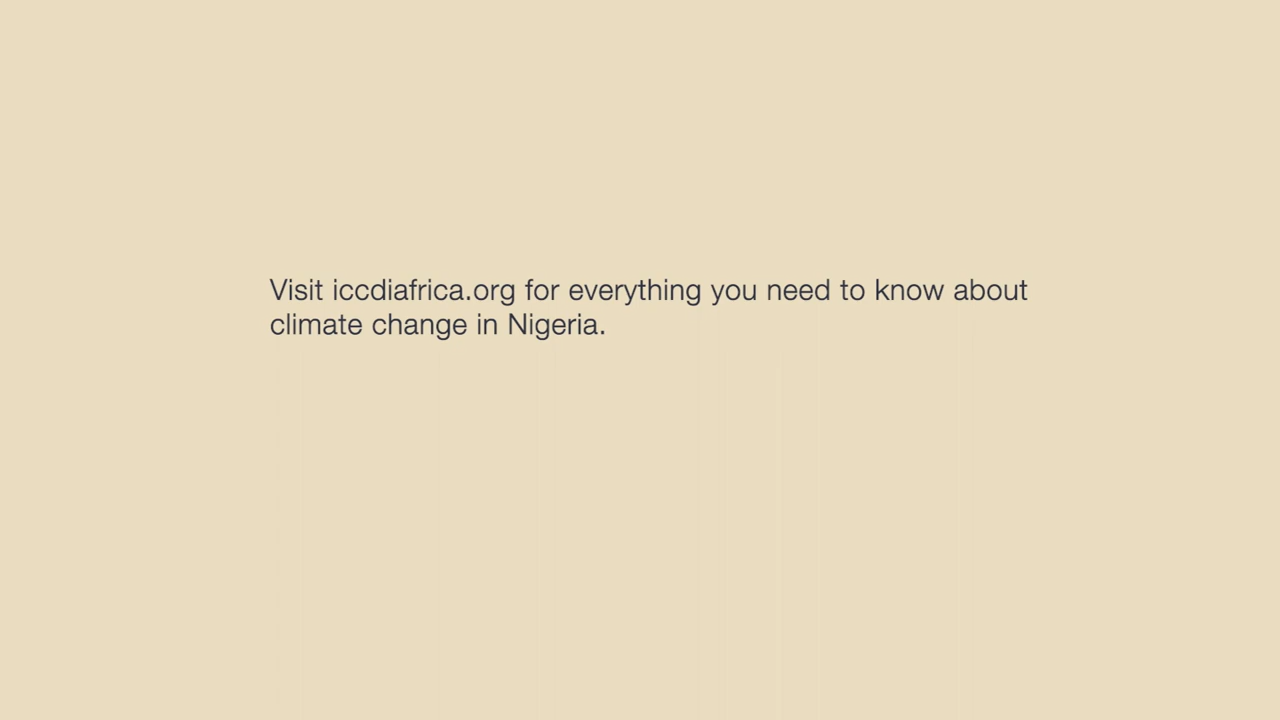 Visit iccdiafrica.org for everything you need to know about
climate change in Nigeria.